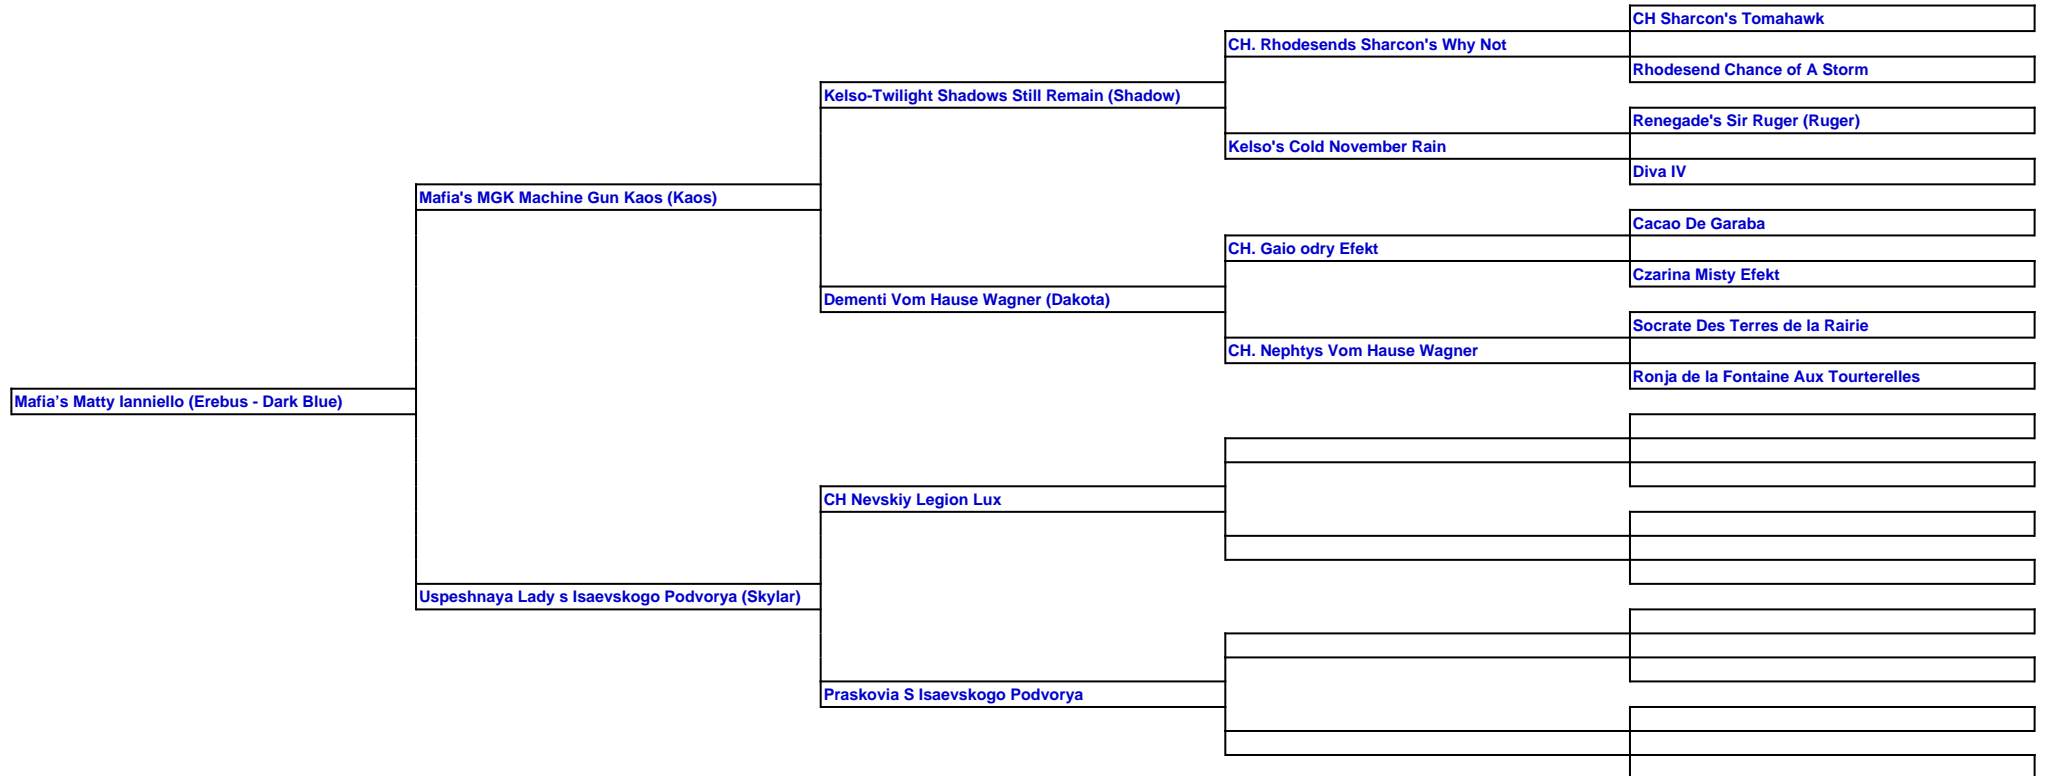 CH Sharcon's Tomahawk
CH. Rhodesends Sharcon's Why Not
Rhodesend Chance of A Storm
Kelso-Twilight Shadows Still Remain (Shadow)
Renegade's Sir Ruger (Ruger)
Kelso's Cold November Rain
Diva IV
Mafia's MGK Machine Gun Kaos (Kaos)
Cacao De Garaba
CH. Gaio odry Efekt
Czarina Misty Efekt
Dementi Vom Hause Wagner (Dakota)
Socrate Des Terres de la Rairie
CH. Nephtys Vom Hause Wagner
Ronja de la Fontaine Aux Tourterelles
Mafia’s Matty Ianniello (Erebus - Dark Blue)
CH Nevskiy Legion Lux
Uspeshnaya Lady s Isaevskogo Podvorya (Skylar)
Praskovia S Isaevskogo Podvorya